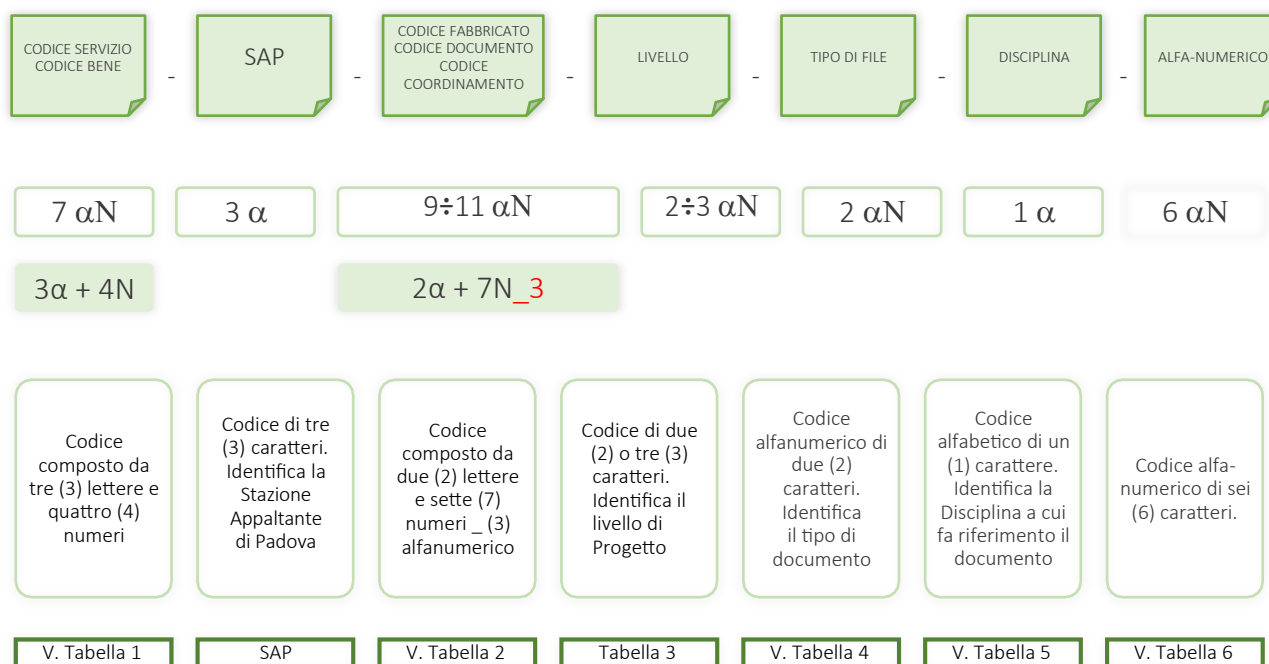 CODICE SERVIZIO
CODICE BENE
-
SAP
-
CODICE FABBRICATO
CODICE DOCUMENTO
CODICE
COORDINAMENTO
-
LIVELLO
-
TIPO DI FILE
-
DISCIPLINA
-
ALFA-NUMERICO
7 αN
3 α
9÷11 αN
2÷3 αN
2 αN
1 α
6 αN
3α + 4N
2α + 7N_3
Codice
composto da
tre (3) lettere e
quattro (4)
numeri
Codice di tre
(3) caratteri.
Identifica la
Stazione
Appaltante
di Padova
Codice
composto da
due (2) lettere
e sette (7)
numeri _ (3)
alfanumerico
Codice di due
(2) o tre (3)
caratteri.
Identifica il
livello di
Progetto
Codice
alfanumerico di
due (2)
caratteri.
Identifica
il tipo di
documento
Codice
alfabetico di un
(1) carattere.
Identifica la
Disciplina a cui
fa riferimento il
documento
Codice alfa-
numerico di sei
(6) caratteri.
V. Tabella 1
SAP
V. Tabella 2
Tabella 3
V. Tabella 4
V. Tabella 5
V. Tabella 6